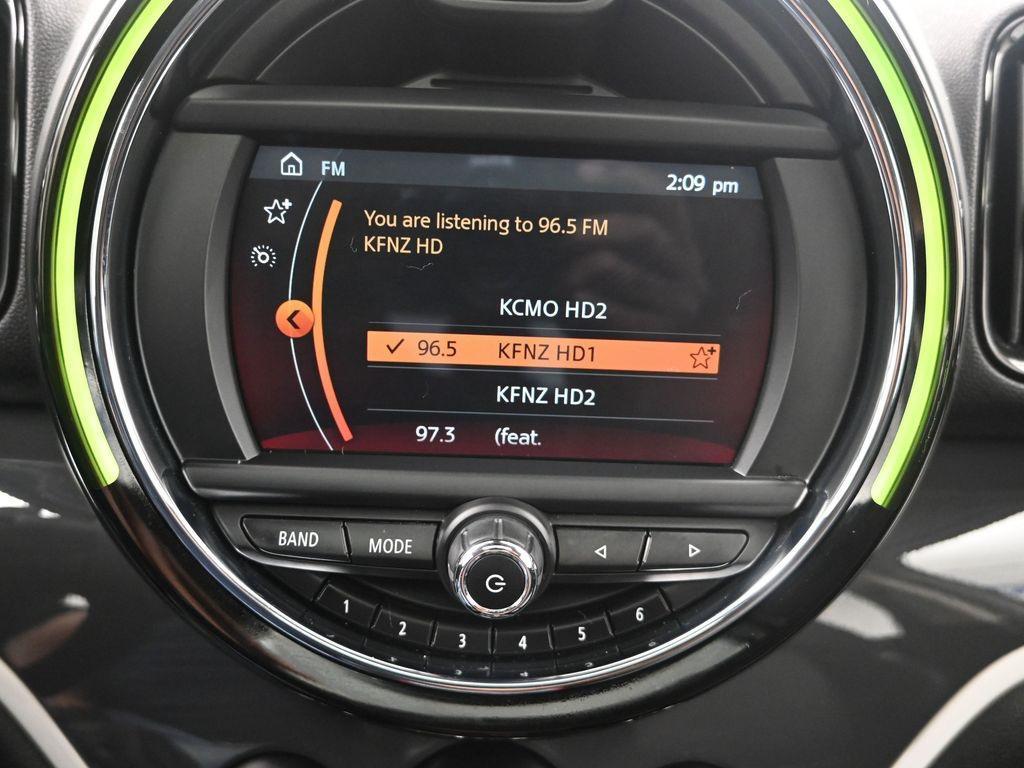 FM
2:09 pm
You are listening to 96.5 FM
KFNZ HD
KCMO HD2
96.5 KFNZ HD1
KFNZ HD2
97.3 (feat.
BAND MODE
1 2 3 4 5 6